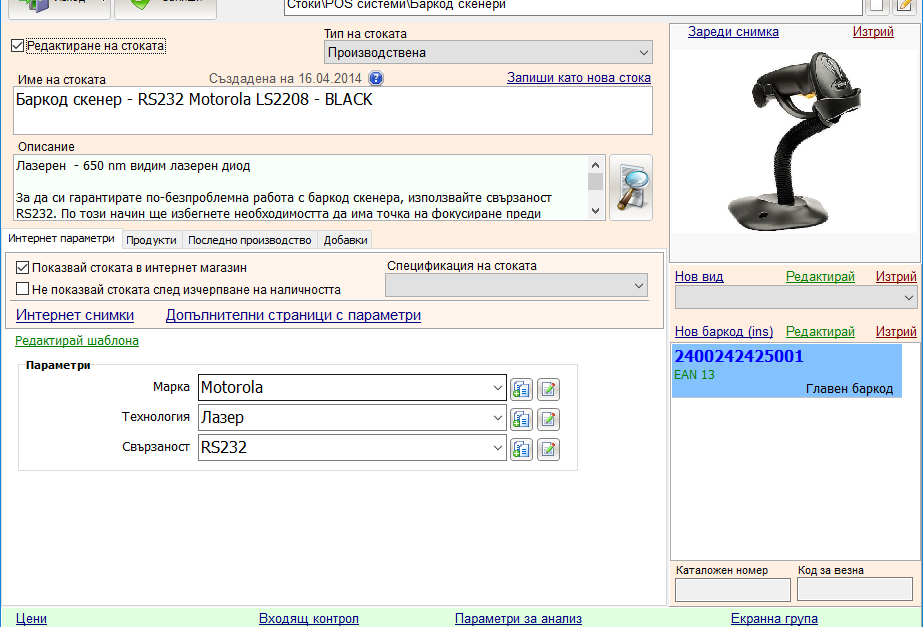 Стоки\POS системи\Баркод скенери
Редактиране на стоката
Тип на стоката
Производствена
Зареди снимка
Изтрий
Име на стоката
Създадена на 16.04.2014
Запиши като нова стока
Баркод скенер - RS232 Motorola LS2208 - BLACK
Описание
Лазерен - 650 nm видим лазерен диод
За да си гарантирате по-безпроблемна работа с баркод скенера, използвайте свързаност
RS232. По този начин ще избегнете необходимостта да има точка на фокусиране преди
Интернет параметри
Продукти
Последно производство
Добавки
Показвай стоката в интернет магазин
Спецификация на стоката
Не показвай стоката след изчерпване на наличността
Интернет снимки
Допълнителни страници с параметри
Нов вид
Редактирай
Изтрий
Нов баркод (ins)
Редактирай
Изтрий
Редактирай шаблона
2400242425001
EAN 13
Главен баркод
Параметри
Марка
Motorola
Технология
Лазер
Свързаност
RS232
Каталожен номер
Код за везна
Цени
Входящ контрол
Параметри за анализ
Екранна група